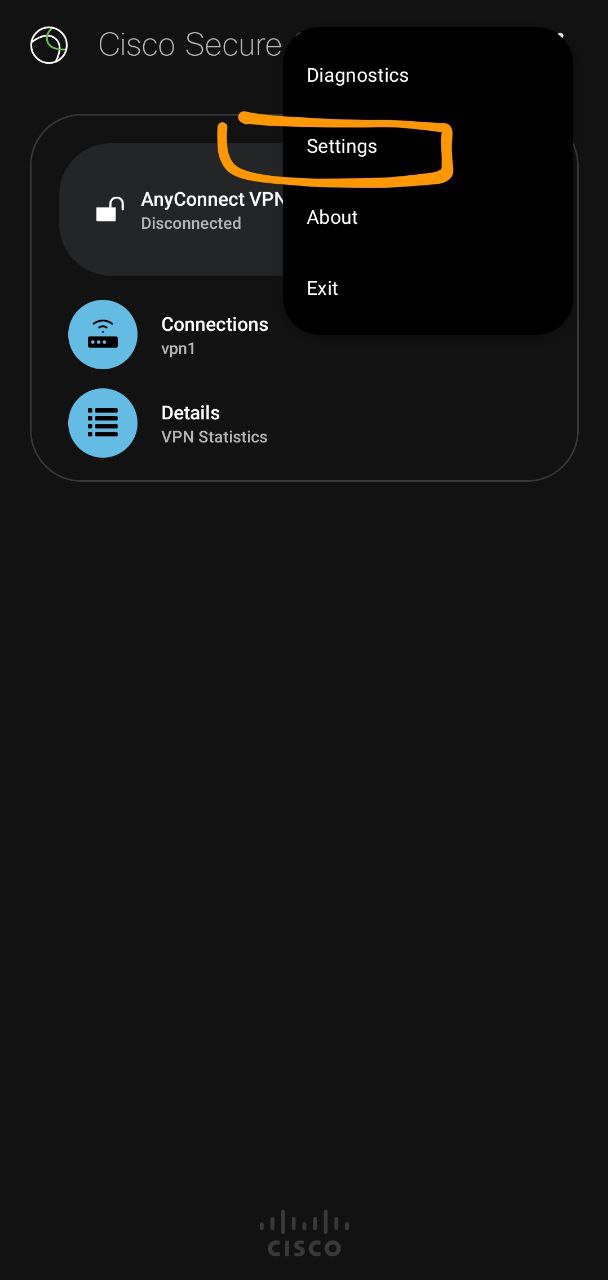 Cisco Secure
Diagnostics
Settings
About
Exit
AnyConnect VPN
Disconnected
Connections
vpn1
Details
VPN Statistics
CISCO